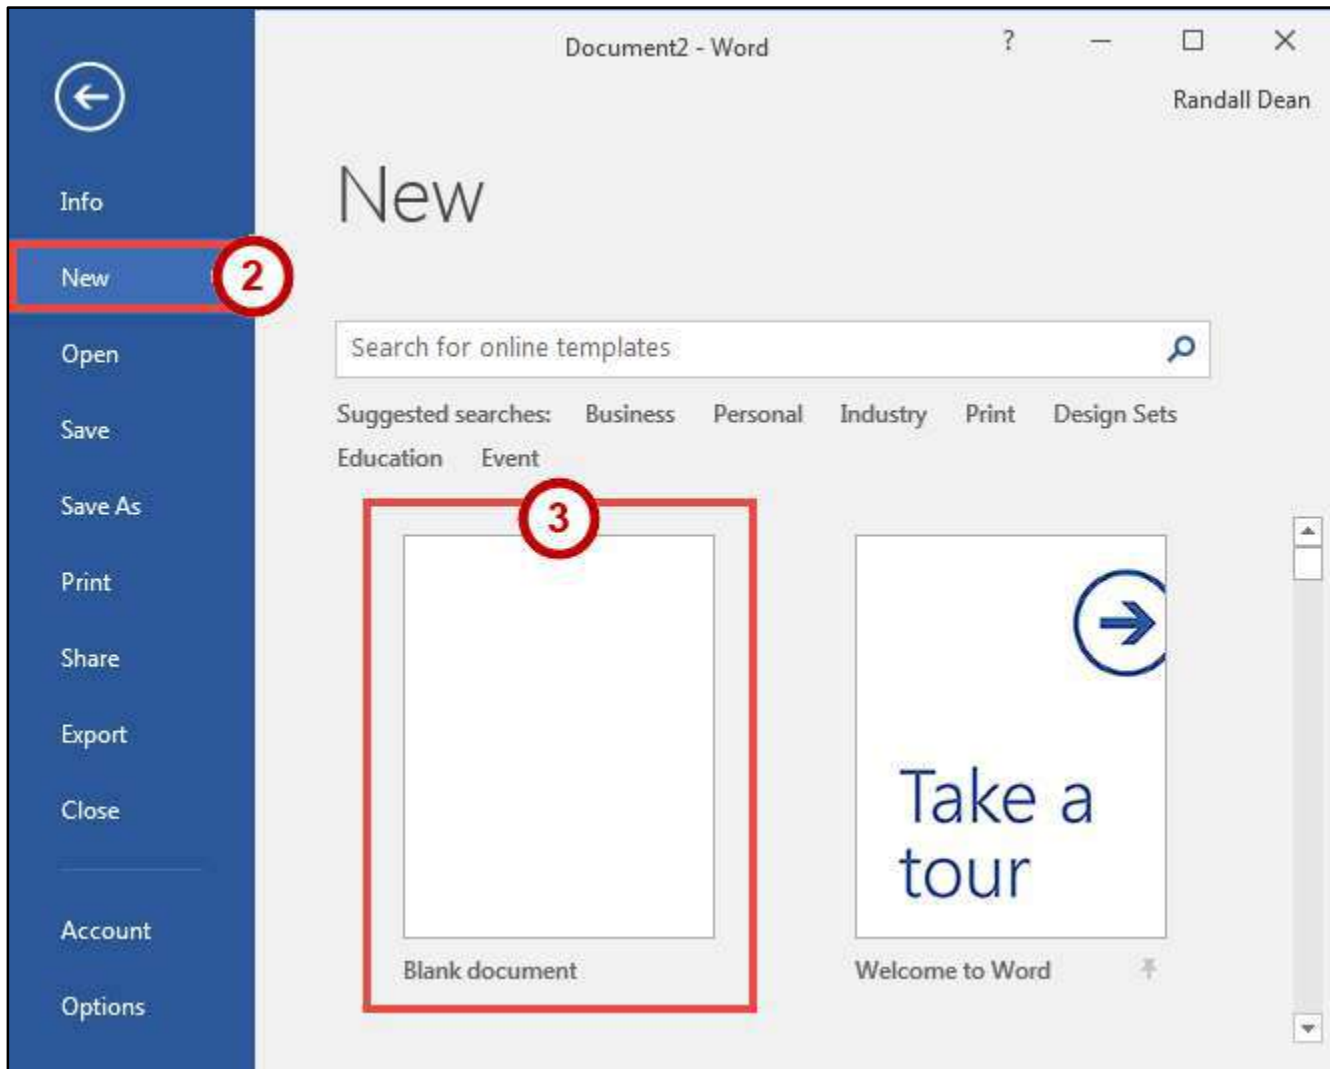 Document2 - Word
?
Randall Dean
Info
New
2
Open
Save
Save As
Print
Share
Export
Close
Account
Options
New
Search for online templates
Suggested searches: Business Personal Industry Print Design Sets
Education Event
3
Blank document
Take a
tour
Welcome to Word